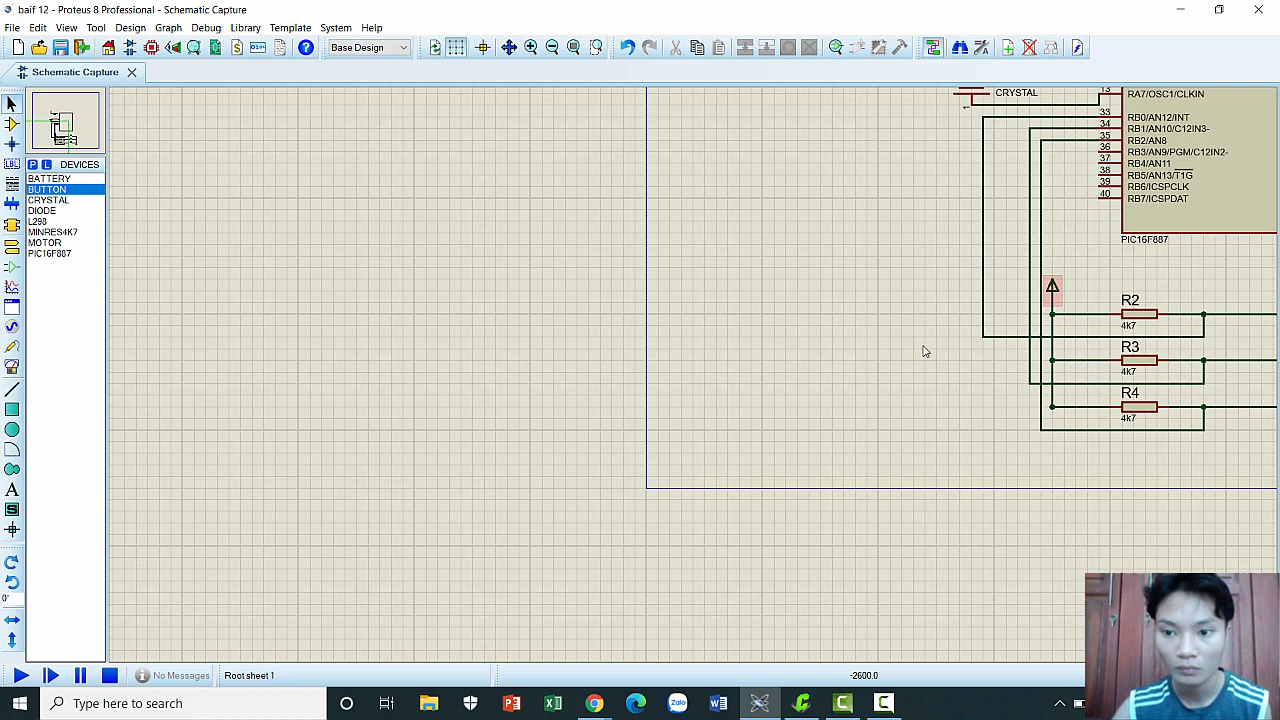 baif 12 - Proteus 8 Professional - Schematic Capture
File Edit View Tool Design Graph Debug Library Template System Help
Base Design
Schematic Capture
P L DEVICES
BATTERY
BUTTON
CRYSTAL
DIODE
L298
MINRES4K7
MOTOR
PIC16F887
LBL
A
S
0°
CRYSTAL
1
13 RA7/OSC1/CLKIN
33 RB0/AN12/INT
34 RB1/AN10/C12IN3-
35 RB2/AN8
36 RB3/AN9/PGM/C12IN2-
37 RB4/AN11
38 RB5/AN13/T1G
39 RB6/ICSPCLK
40 RB7/ICSPDAT
PIC16F887
R2
4k7
R3
4k7
R4
4k7
No Messages
Root sheet 1
-2600.0
Type here to search
Zalo